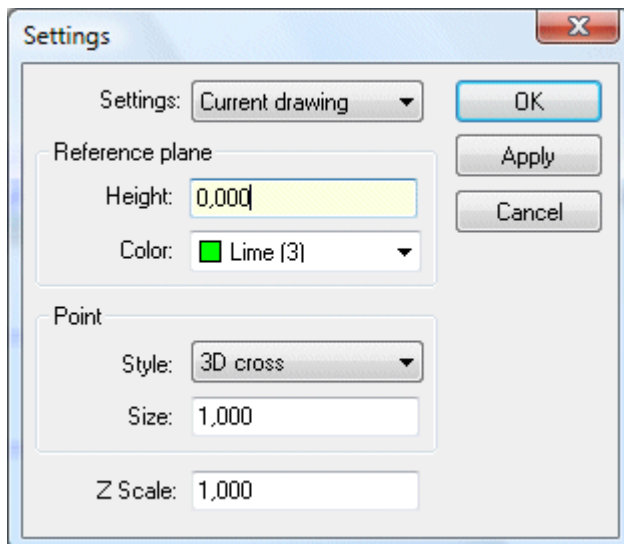 Settings
Settings: Current drawing
OK
Reference plane
Apply
Height: 0,000
Cancel
Color: Lime (3)
Point
Style: 3D cross
Size: 1,000
Z Scale: 1,000